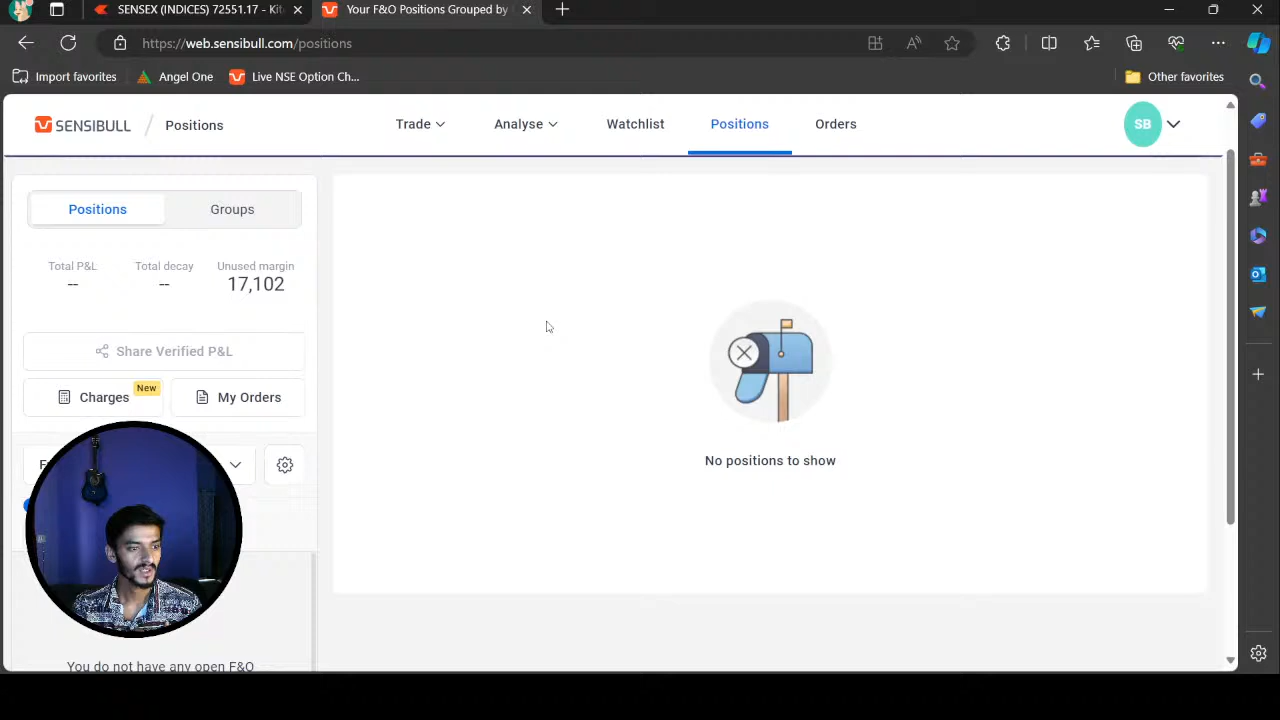 SENSEX (INDICES) 72551.17 - Kit
Your F&O Positions Grouped by
https://web.sensibull.com/positions
Import favorites
Angel One
Live NSE Option Ch...
Other favorites
SENSIBULL / Positions
Trade
Analyse
Watchlist
Positions
Orders
SB
Positions
Groups
Total P&L
Total decay
Unused margin
--
--
17,102
Share Verified P&L
Charges
New
My Orders
No positions to show
You do not have any open F&O